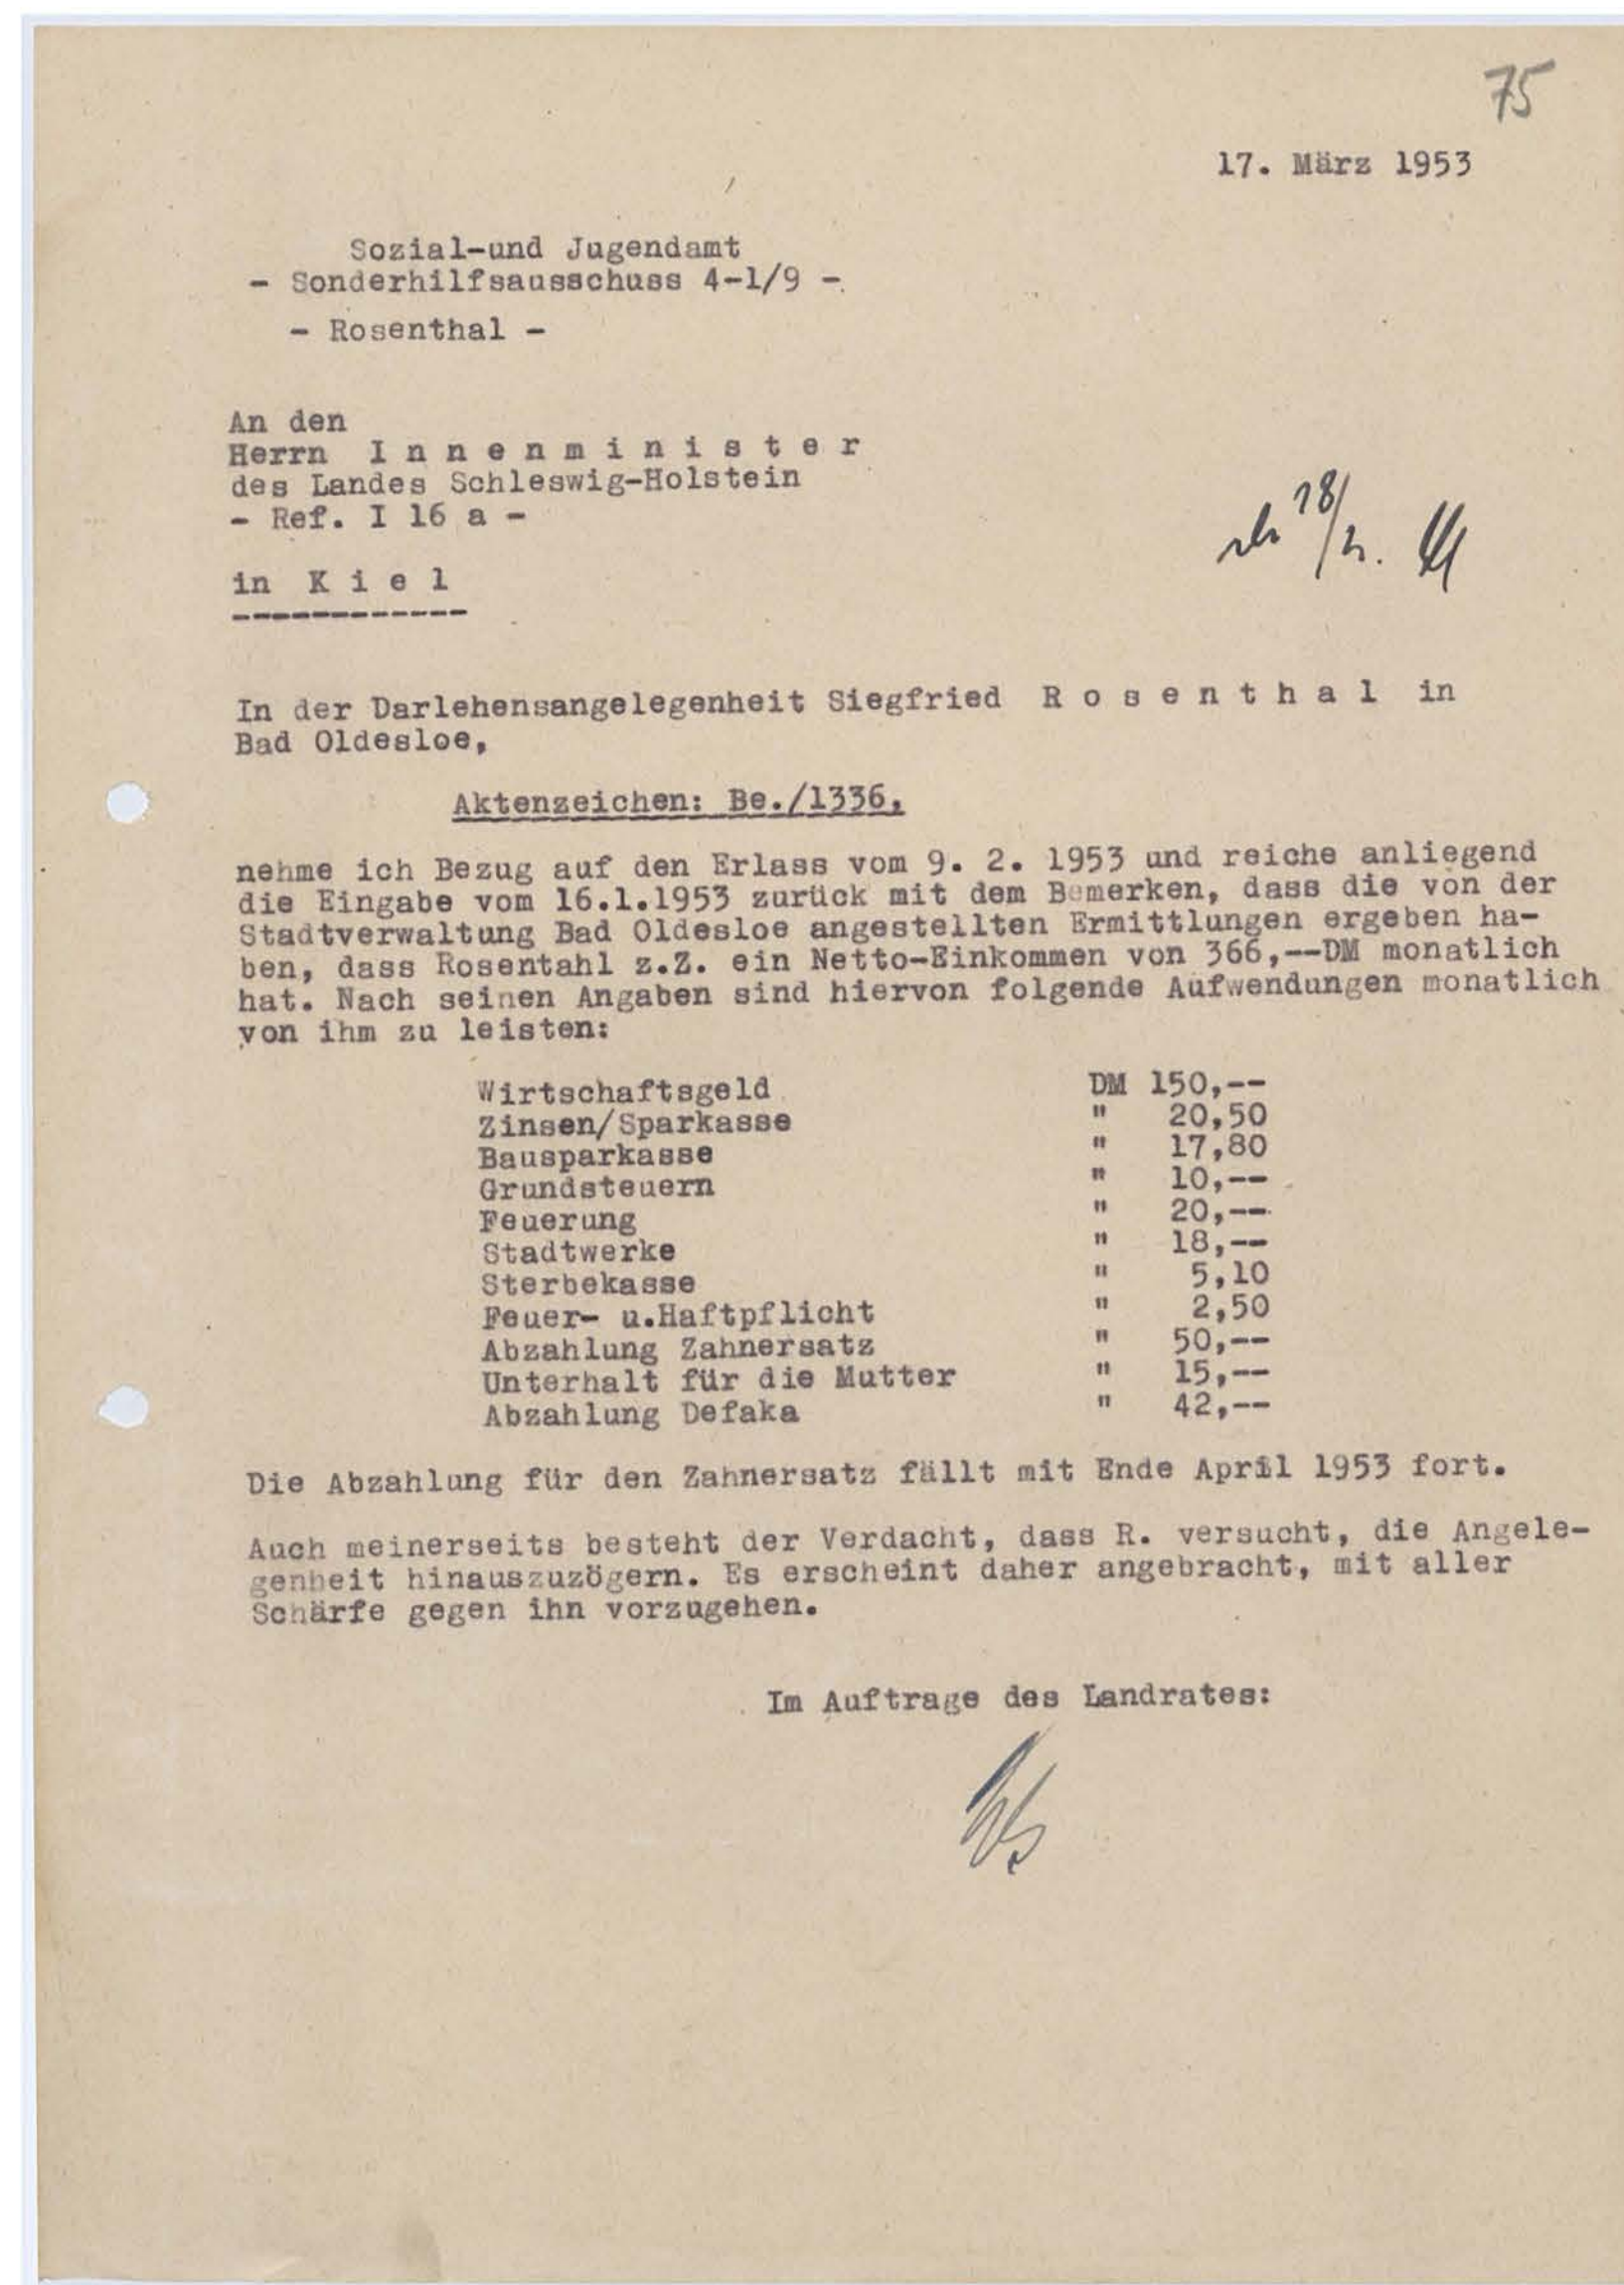 75
17. März 1953
Sozial-und Jugendamt
- Sonderhilfsausschuss 4-1/9 -
- Rosenthal -
An den
Herrn I n n e n m i n i s t e r
des Landes Schleswig-Holstein
- Ref. I 16 a -
18/3.
in K i e l
------------
In der Darlehensangelegenheit Siegfried R o s e n t h a l in
Bad Oldesloe,
Aktenzeichen: Be./1336,
nehme ich Bezug auf den Erlass vom 9. 2. 1953 und reiche anliegend
die Eingabe vom 16.1.1953 zurück mit dem Bemerken, dass die von der
Stadtverwaltung Bad Oldesloe angestellten Ermittlungen ergeben ha-
ben, dass Rosentahl z.Z. ein Netto-Einkommen von 366,--DM monatlich
hat. Nach seinen Angaben sind hiervon folgende Aufwendungen monatlich
von ihm zu leisten:
Wirtschaftsgeld DM 150,--
Zinsen/Sparkasse " 20,50
Bausparkasse " 17,80
Grundsteuern " 10,--
Feuerung " 20,--
Stadtwerke " 18,--
Sterbekasse " 5,10
Feuer- u.Haftpflicht " 2,50
Abzahlung Zahnersatz " 50,--
Unterhalt für die Mutter " 15,--
Abzahlung Defaka " 42,--
Die Abzahlung für den Zahnersatz fällt mit Ende April 1953 fort.
Auch meinerseits besteht der Verdacht, dass R. versucht, die Angele-
genheit hinauszuzögern. Es erscheint daher angebracht, mit aller
Schärfe gegen ihn vorzugehen.
Im Auftrage des Landrates: